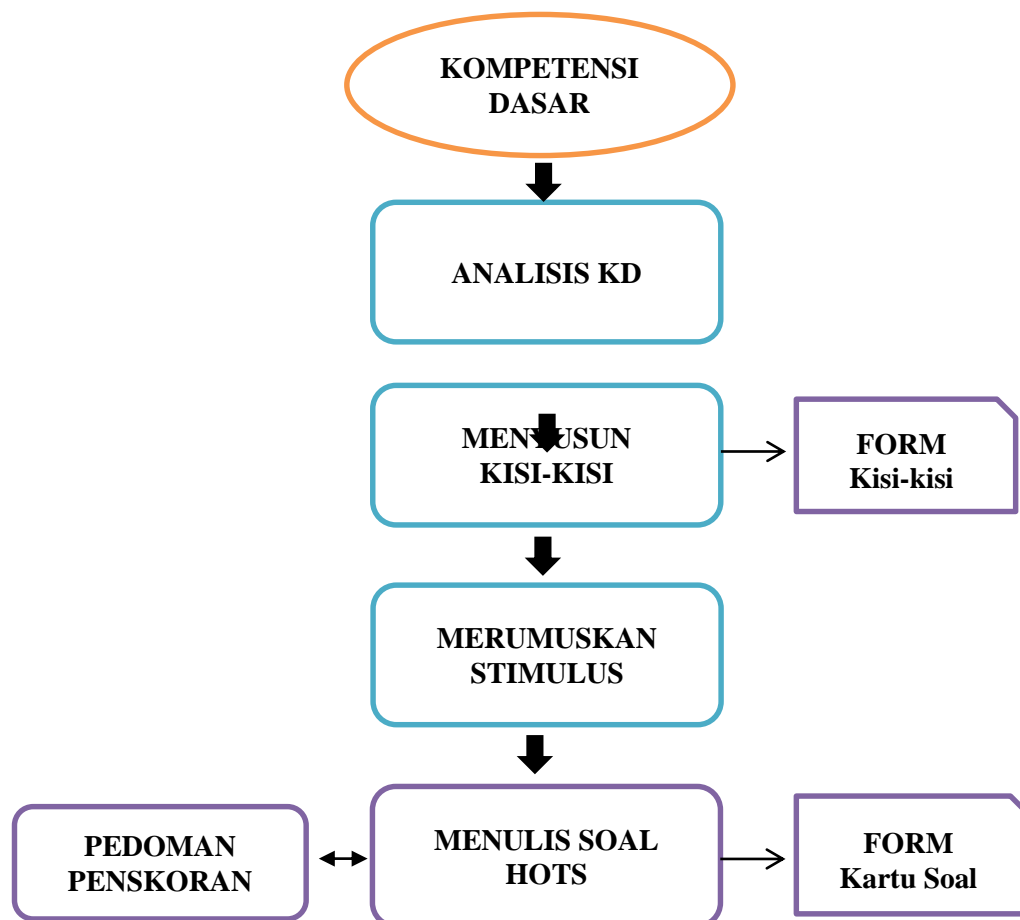 KOMPETENSI
DASAR
ANALISIS KD
MENYUSUN
KISI-KISI
FORM
Kisi-kisi
MERUMUSKAN
STIMULUS
PEDOMAN
PENSKORAN
MENULIS SOAL
HOTS
FORM
Kartu Soal